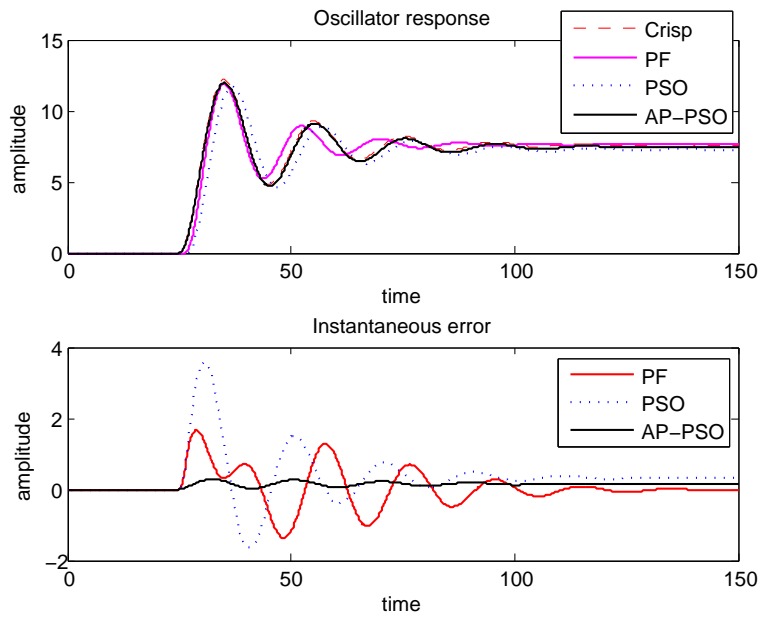 Oscillator response
15
10
5
0
amplitude
Crisp
PF
PSO
AP−PSO
0
50
100
150
time
Instantaneous error
4
2
0
−2
amplitude
PF
PSO
AP−PSO
0
50
100
150
time